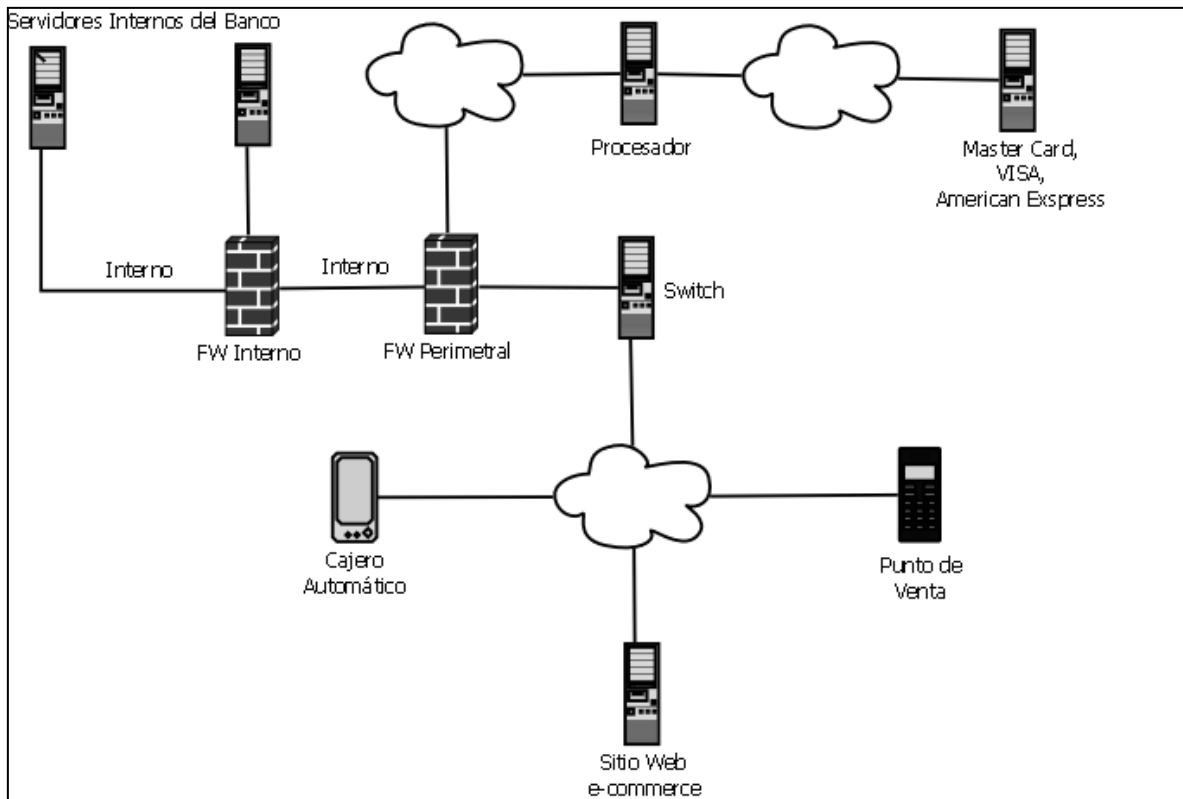 Servidores Internos del Banco
Procesador
Master Card,
VISA,
American Exspress
Interno
Interno
Switch
FW Interno
FW Perimetral
Cajero
Automático
Punto de
Venta
Sitio Web
e-commerce